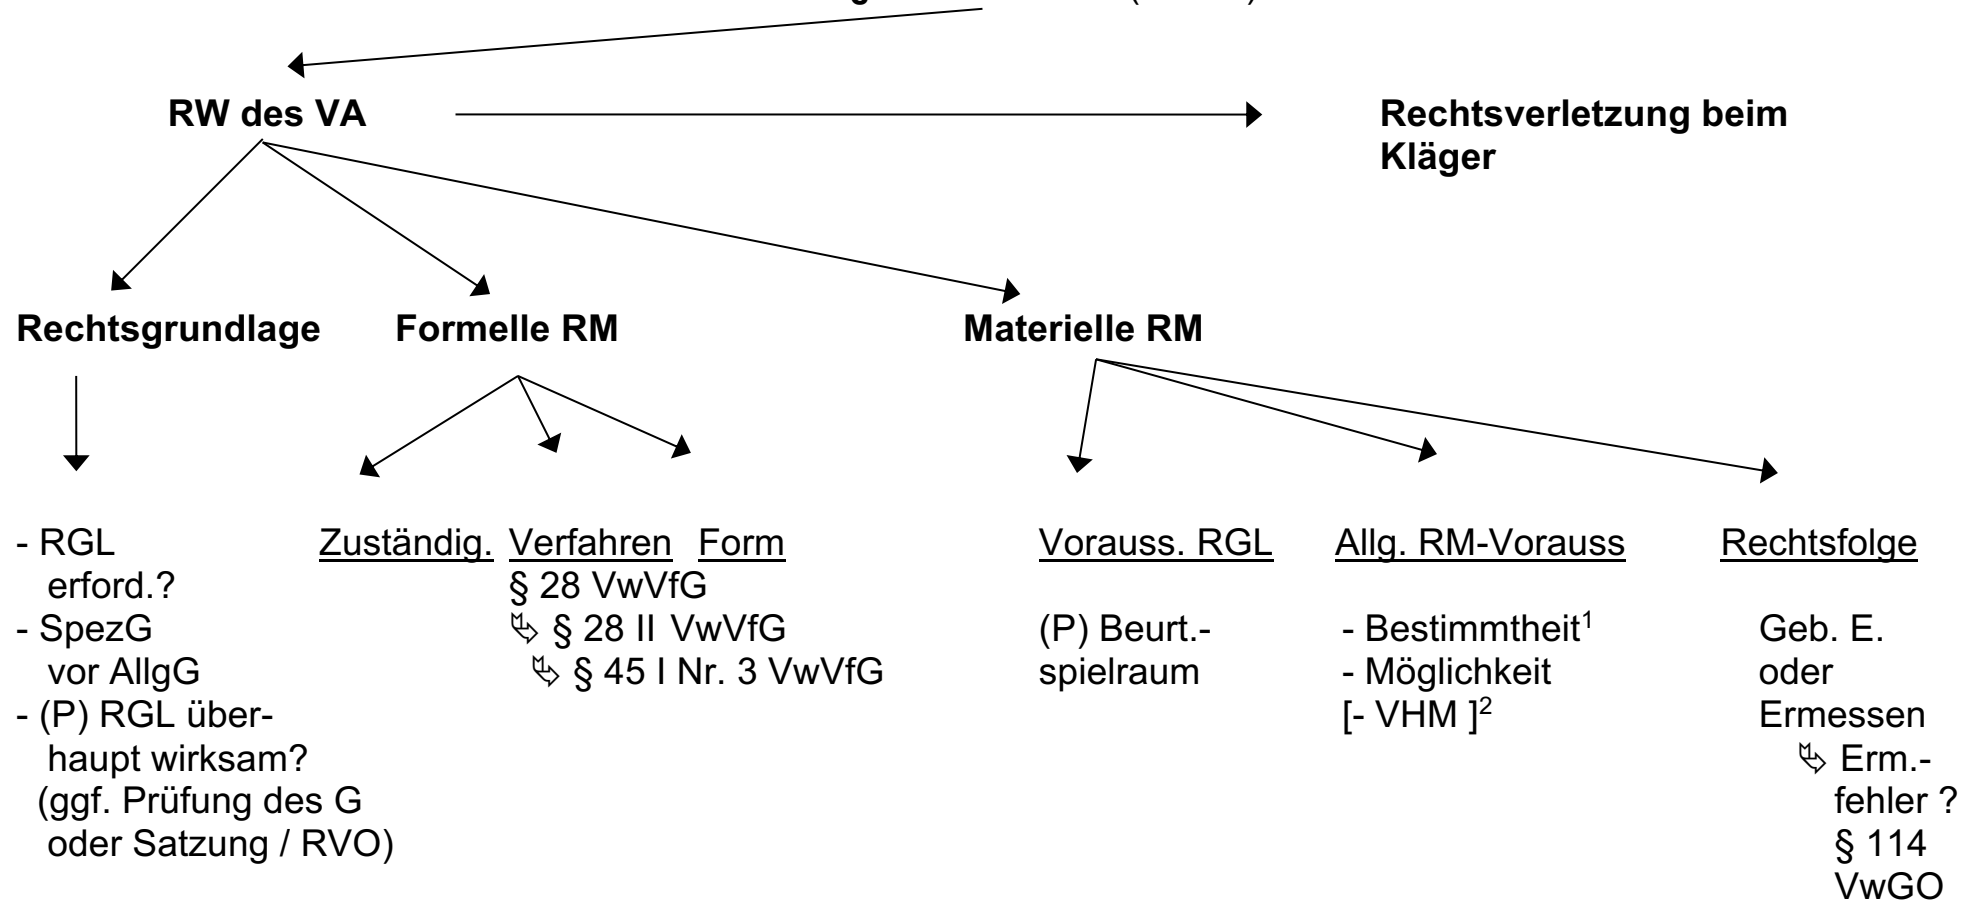 RW des VA
Rechtsverletzung beim
Kläger
Rechtsgrundlage
Formelle RM
Materielle RM
- RGL
erford.?
- SpezG
vor AllgG
- (P) RGL über-
haupt wirksam?
(ggf. Prüfung des G
oder Satzung / RVO)
Zuständig.
Verfahren
§ 28 VwVfG
§ 28 II VwVfG
§ 45 I Nr. 3 VwVfG
Form
Vorauss. RGL
(P) Beurt.-
spielraum
Allg. RM-Vorauss
- Bestimmtheit¹
- Möglichkeit
[- VHM ]²
Rechtsfolge
Geb. E.
oder
Ermessen
Erm.-
fehler ?
§ 114
VwGO